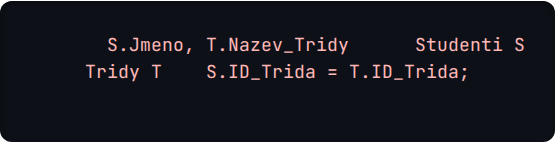 S.Jmeno, T.Nazev_Tridy Studenti S
Tridy T S.ID_Trida = T.ID_Trida;